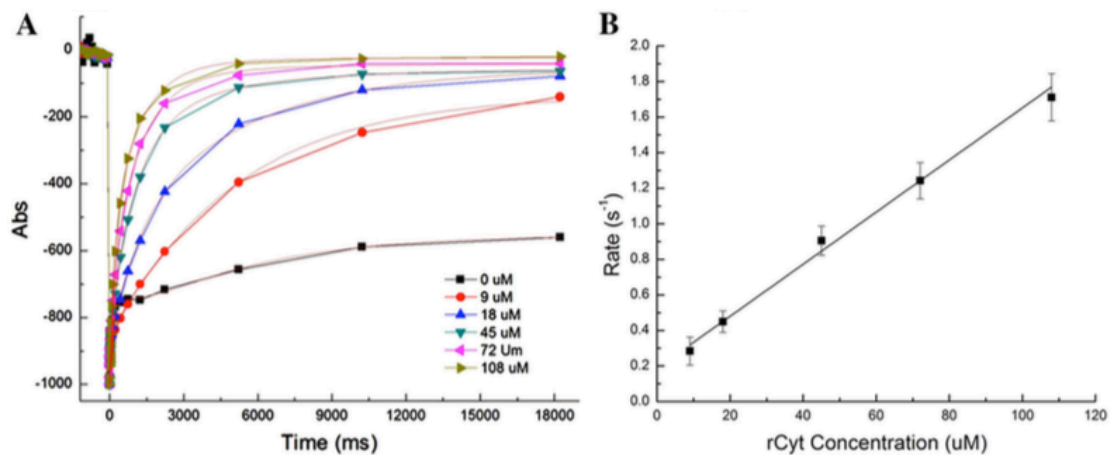 A
Abs
0
-200
-400
-600
-800
-1000
0 uM
9 uM
18 uM
45 uM
72 Um
108 uM
0 3000 6000 9000 12000 15000 18000
Time (ms)
B
Rate (s⁻¹)
2.0
1.8
1.6
1.4
1.2
1.0
0.8
0.6
0.4
0.2
0.0
0 20 40 60 80 100 120
rCyt Concentration (uM)